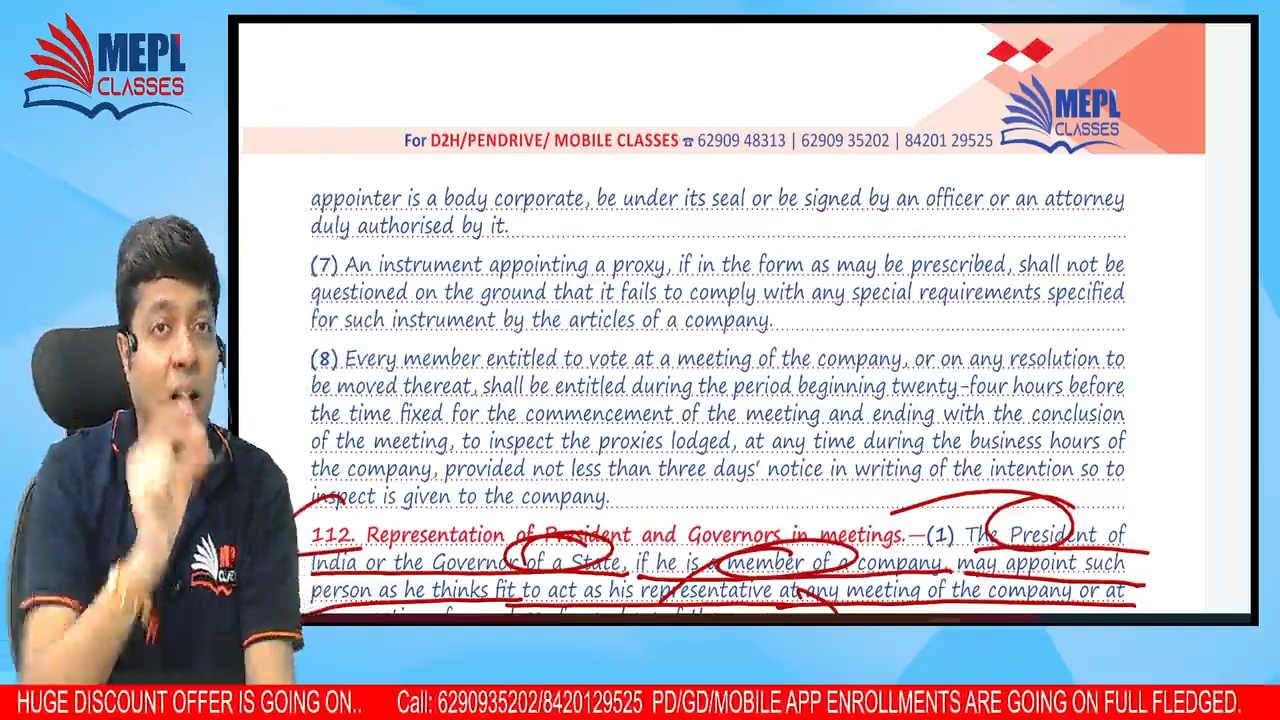 MEPL
CLASSES
MEPL
CLASSES
For D2H/PENDRIVE/ MOBILE CLASSES ☎ 62909 48313 | 62909 35202 | 84201 29525
appointer is a body corporate, be under its seal or be signed by an officer or an attorney
duly authorised by it.
(7) An instrument appointing a proxy, if in the form as may be prescribed, shall not be
questioned on the ground that it fails to comply with any special requirements specified
for such instrument by the articles of a company.
(8) Every member entitled to vote at a meeting of the company, or on any resolution to
be moved thereat, shall be entitled during the period beginning twenty-four hours before
the time fixed for the commencement of the meeting and ending with the conclusion
of the meeting, to inspect the proxies lodged, at any time during the business hours of
the company, provided not less than three days‘ notice in writing of the intention so to
inspect is given to the company.
112. Representation of President and Governors in meetings.—(1) The President of
India or the Governor of a State, if he is a member of a company, may appoint such
person as he thinks fit to act as his representative at any meeting of the company or at
HUGE DISCOUNT OFFER IS GOING ON.. Call: 6290935202/8420129525 PD/GD/MOBILE APP ENROLLMENTS ARE GOING ON FULL FLEDGED.